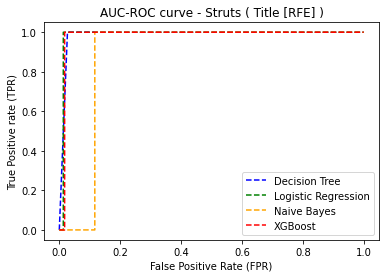 AUC-ROC curve - Struts ( Title [RFE] )
True Positive rate (TPR)
1.0
0.8
0.6
0.4
0.2
0.0
Decision Tree
Logistic Regression
Naive Bayes
XGBoost
0.0 0.2 0.4 0.6 0.8 1.0
False Positive Rate (FPR)